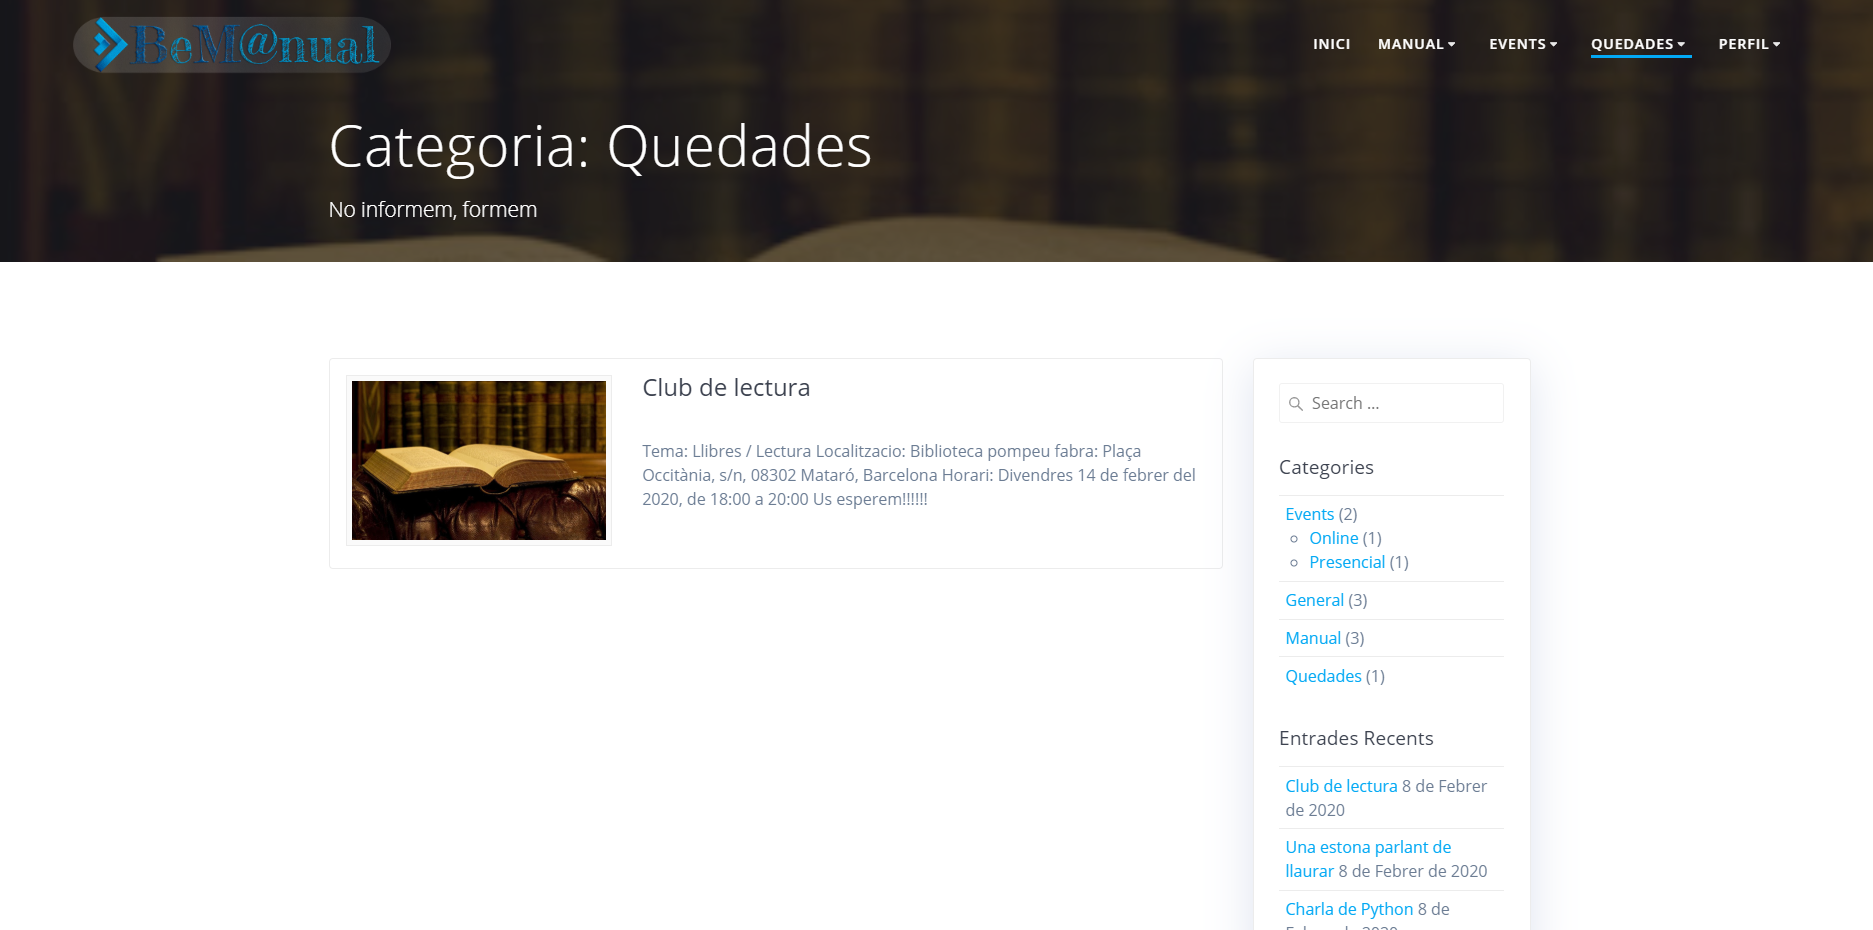 BeM@nual
INICI
MANUAL
EVENTS
QUEDADES
PERFIL
Categoria: Quedades
No informem, formem
Club de lectura
Tema: Llibres / Lectura Localitzacio: Biblioteca pompeu fabra: Plaça
Occitània, s/n, 08302 Mataró, Barcelona Horari: Divendres 14 de febrer del
2020, de 18:00 a 20:00 Us esperem!!!!!!
Search ...
Categories
Events (2)
Online (1)
Presencial (1)
General (3)
Manual (3)
Quedades (1)
Entrades Recents
Club de lectura 8 de Febrer
de 2020
Una estona parlant de
llaurar 8 de Febrer de 2020
Charla de Python 8 de